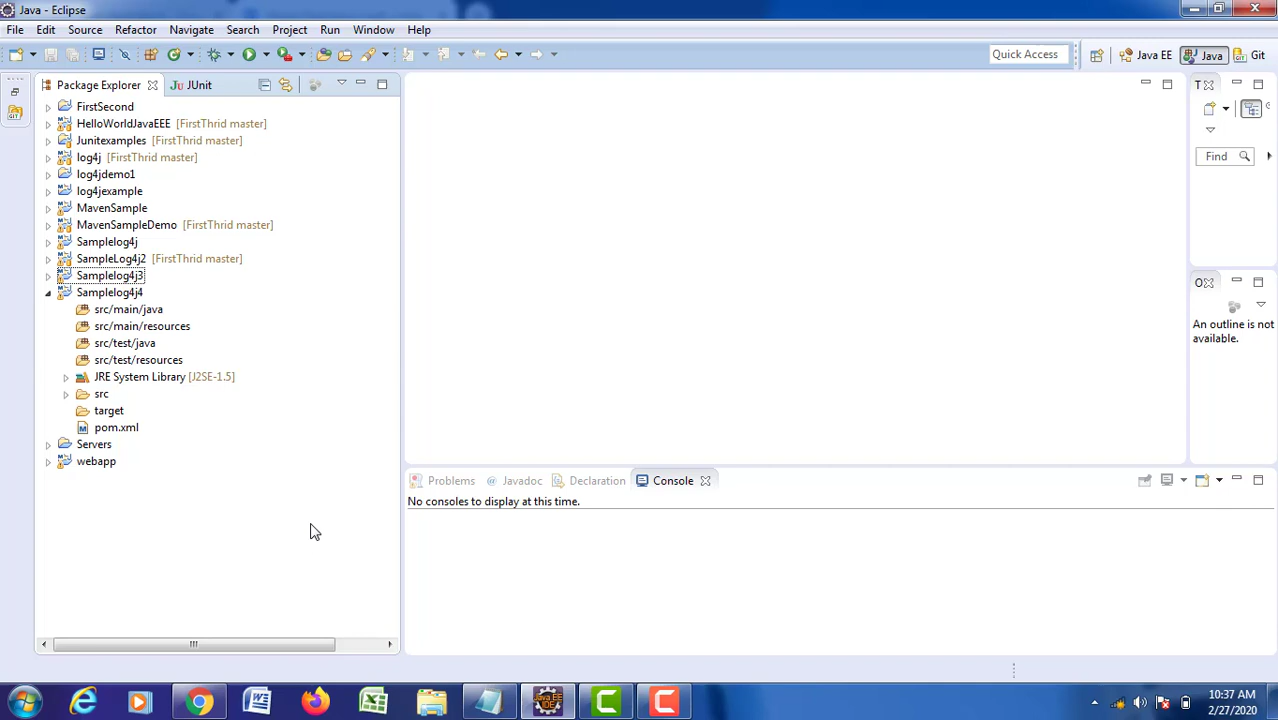 Java - Eclipse
File Edit Source Refactor Navigate Search Project Run Window Help
Quick Access
Java EE
Java
Git
Package Explorer
JUnit
FirstSecond
HelloWorldJavaEEE [FirstThrid master]
Junitexamples [FirstThrid master]
log4j [FirstThrid master]
log4jdemo1
log4jexample
MavenSample
MavenSampleDemo [FirstThrid master]
Samplelog4j
SampleLog4j2 [FirstThrid master]
Samplelog4j3
Samplelog4j4
src/main/java
src/main/resources
src/test/java
src/test/resources
JRE System Library [J2SE-1.5]
src
target
pom.xml
Servers
webapp
T
Find
O
An outline is not
available.
Problems
@ Javadoc
Declaration
Console
No consoles to display at this time.
10:37 AM
2/27/2020